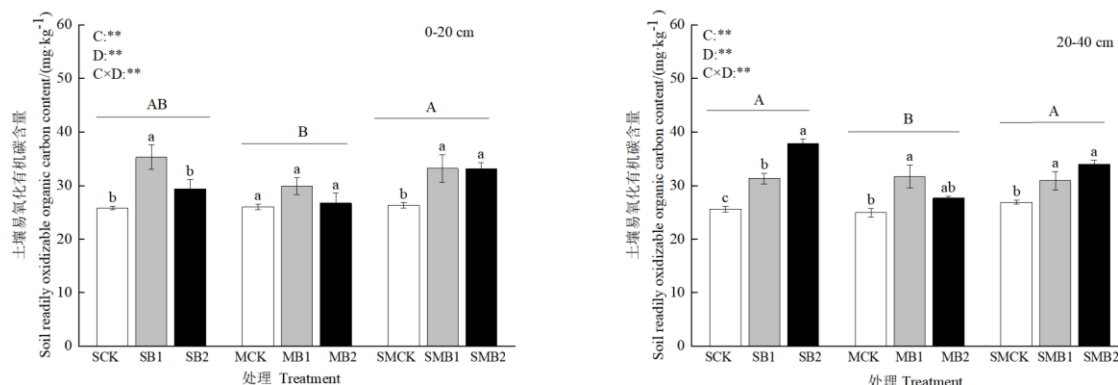 土壤易氧化有机碳含量
Soil readily oxidizable organic carbon content/(mg·kg⁻¹)
60
50
40
30
20
10
0
C:**
D:**
C×D:**
0-20 cm
AB
B
A
b
a
b
a
a
a
b
a
a
SCK SB1 SB2 MCK MB1 MB2 SMCK SMB1 SMB2
处理 Treatment
土壤易氧化有机碳含量
Soil readily oxidizable organic carbon content/(mg·kg⁻¹)
60
50
40
30
20
10
0
C:**
D:**
C×D:**
20-40 cm
A
B
A
c
b
a
b
a
ab
b
a
a
SCK SB1 SB2 MCK MB1 MB2 SMCK SMB1 SMB2
处理 Treatment